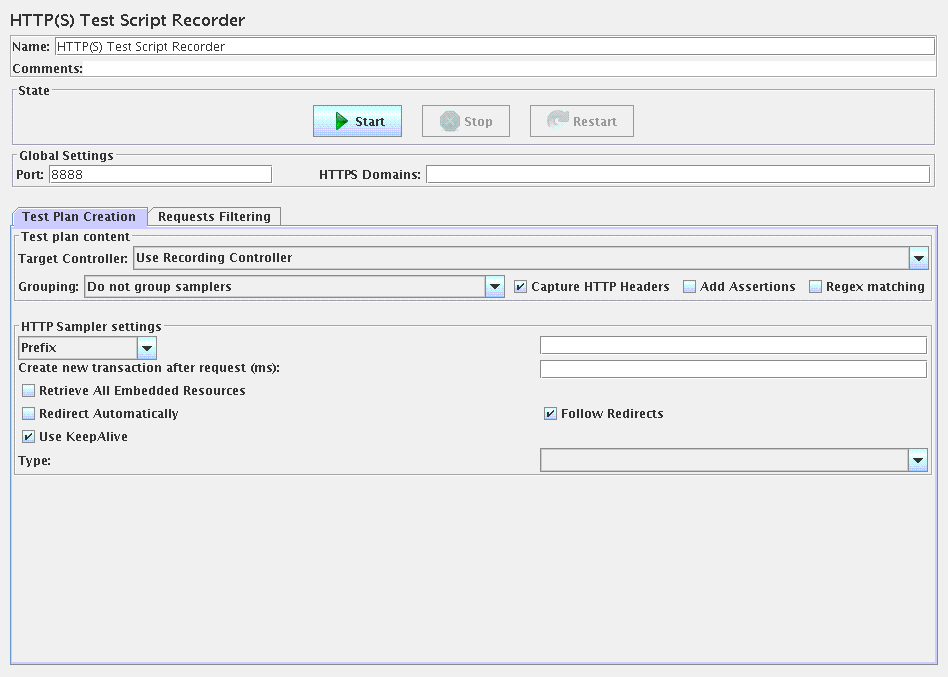 HTTP(S) Test Script Recorder
Name: HTTP(S) Test Script Recorder
Comments:
State
Start Stop Restart
Global Settings
Port: 8888 HTTPS Domains:
Test Plan Creation Requests Filtering
Test plan content
Target Controller: Use Recording Controller
Grouping: Do not group samplers Capture HTTP Headers Add Assertions Regex matching
HTTP Sampler settings
Prefix
Create new transaction after request (ms):
Retrieve All Embedded Resources
Redirect Automatically Follow Redirects
Use KeepAlive
Type: